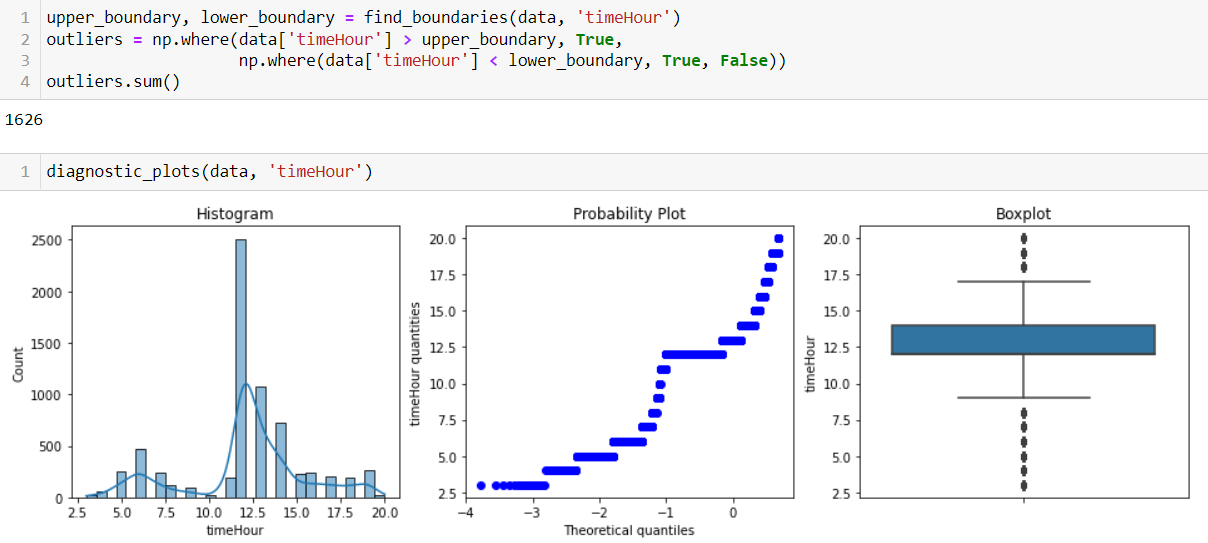 1 upper_boundary, lower_boundary = find_boundaries(data, 'timeHour')
2 outliers = np.where(data['timeHour'] > upper_boundary, True,
3 np.where(data['timeHour'] < lower_boundary, True, False))
4 outliers.sum()
1626
1 diagnostic_plots(data, 'timeHour')
Histogram
2500
2000
1500
1000
500
0
Count
2.5 5.0 7.5 10.0 12.5 15.0 17.5 20.0
timeHour
Probability Plot
20.0
17.5
15.0
12.5
10.0
7.5
5.0
2.5
timeHour quantities
−4 −3 −2 −1 0
Theoretical quantiles
Boxplot
20.0
17.5
15.0
12.5
10.0
7.5
5.0
2.5
timeHour